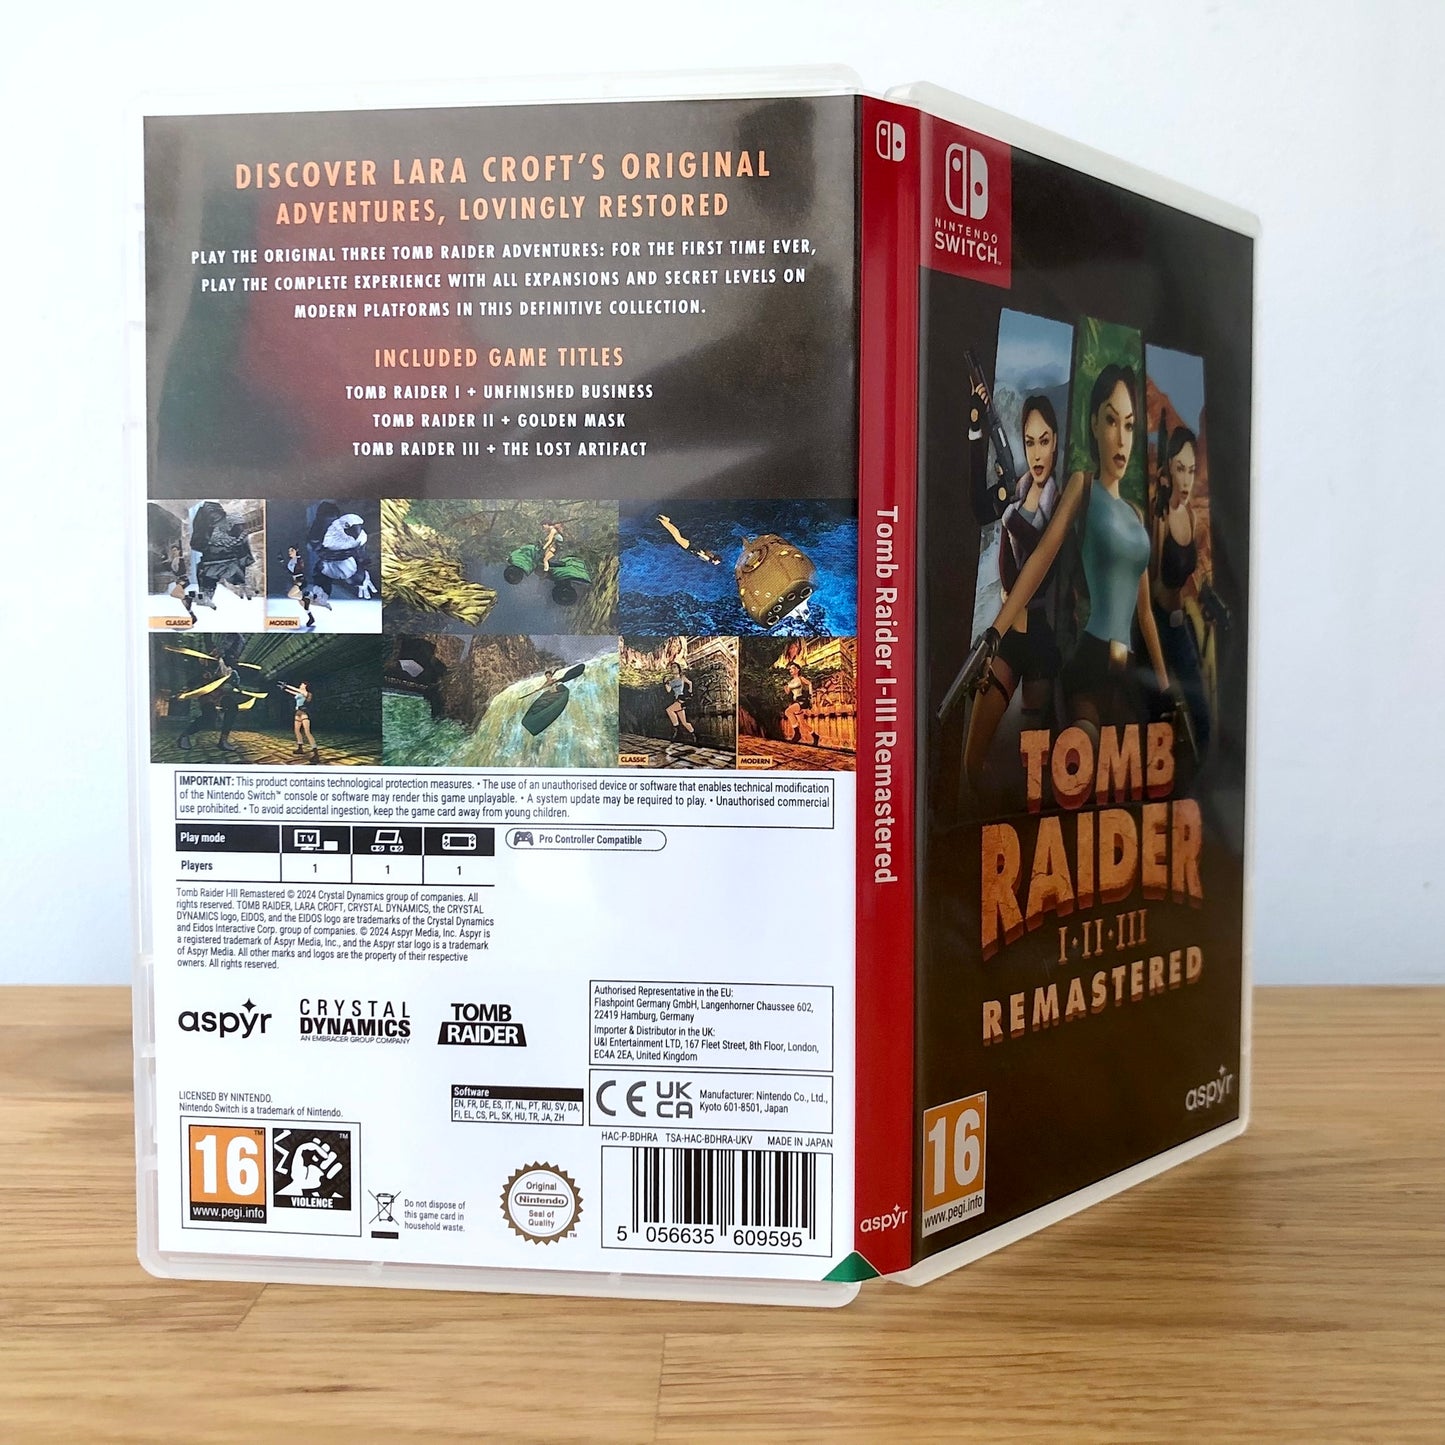 DISCOVER LARA CROFT'S ORIGINAL
ADVENTURES, LOVINGLY RESTORED
PLAY THE ORIGINAL THREE TOMB RAIDER ADVENTURES: FOR THE FIRST TIME EVER,
PLAY THE COMPLETE EXPERIENCE WITH ALL EXPANSIONS AND SECRET LEVELS ON
MODERN PLATFORMS IN THIS DEFINITIVE COLLECTION.
INCLUDED GAME TITLES
TOMB RAIDER I + UNFINISHED BUSINESS
TOMB RAIDER II + GOLDEN MASK
TOMB RAIDER III + THE LOST ARTIFACT
CLASSIC
MODERN
CLASSIC
MODERN
IMPORTANT: This product contains technological protection measures. • The use of an unauthorised device or software that enables technical modification
of the Nintendo Switch™ console or software may render this game unplayable. • A system update may be required to play. • Unauthorised commercial
use prohibited. • To avoid accidental ingestion, keep the game card away from young children.
Play mode
TV
Players
1
1
1
Pro Controller Compatible
Tomb Raider I-III Remastered © 2024 Crystal Dynamics group of companies. All
rights reserved. TOMB RAIDER, LARA CROFT, CRYSTAL DYNAMICS, the CRYSTAL
DYNAMICS logo, EIDOS, and the EIDOS logo are trademarks of the Crystal Dynamics
and Eidos Interactive Corp. group of companies. © 2024 Aspyr Media, Inc. Aspyr is
a registered trademark of Aspyr Media, Inc., and the Aspyr star logo is a trademark
of Aspyr Media. All other marks and logos are the property of their respective
owners. All rights reserved.
aspyr
CRYSTAL
DYNAMICS
AN EMBRACER GROUP COMPANY
TOMB
RAIDER
Authorised Representative in the EU:
Flashpoint Germany GmbH, Langenhorner Chaussee 602,
22419 Hamburg, Germany
Importer & Distributor in the UK:
U&I Entertainment LTD, 167 Fleet Street, 8th Floor, London,
EC4A 2EA, United Kingdom
CE
UK
CA
Manufacturer: Nintendo Co., Ltd.,
Kyoto 601-8501, Japan
LICENSED BY NINTENDO.
Nintendo Switch is a trademark of Nintendo.
Software
EN, FR, DE, ES, IT, NL, PT, RU, SV, DA,
FI, EL, CS, PL, SK, HU, TR, JA, ZH
HAC-P-BDHRA TSA-HAC-BDHRA-UKV MADE IN JAPAN
16™
www.pegi.info
™
VIOLENCE
Do not dispose of
this game card in
household waste.
Original
Nintendo
Seal of
Quality
™
5 056635 609595
Tomb Raider I-III Remastered
aspyr
NINTENDO
SWITCH™
TOMB
RAIDER
I·II·III
REMASTERED
aspyr
16™
www.pegi.info